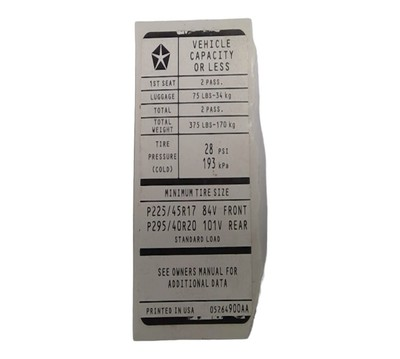 VEHICLE
CAPACITY
OR LESS
1ST SEAT 2 PASS.
LUGGAGE 75 LBS-34 kg
TOTAL 2 PASS.
TOTAL WEIGHT 375 LBS-170 kg
TIRE PRESSURE (COLD) 28 PSI
193 kPa
MINIMUM TIRE SIZE
P225/45R17 84V FRONT
P295/40R20 101V REAR
STANDARD LOAD
SEE OWNERS MANUAL FOR
ADDITIONAL DATA
PRINTED IN USA 05264900AA